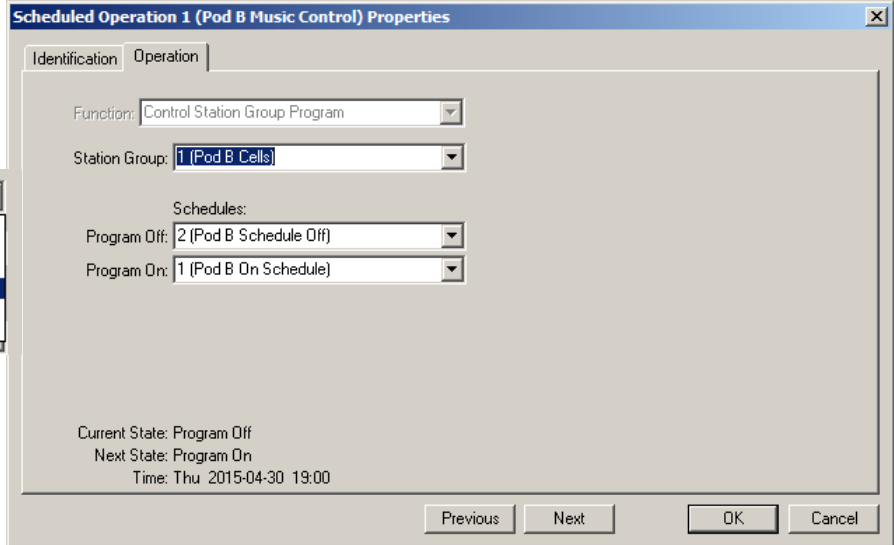 Scheduled Operation 1 (Pod B Music Control) Properties
Identification Operation
Function: Control Station Group Program
Station Group: 1 (Pod B Cells)
Schedules:
Program Off: 2 (Pod B Schedule Off)
Program On: 1 (Pod B On Schedule)
Current State: Program Off
Next State: Program On
Time: Thu 2015-04-30 19:00
Previous Next OK Cancel